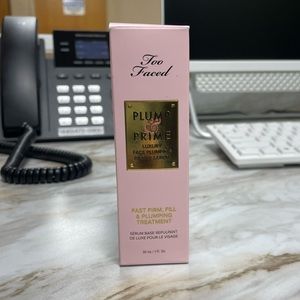 Too
Faced
PLUMP
&
PRIME
LUXURY
FACE PLUMPING
PRIMER SERUM
FAST FIRM, FILL
& PLUMPING
TREATMENT
SÉRUM BASE REPULPANT
DE LUXE POUR LE VISAGE
30 mL / 1 fl. Oz.